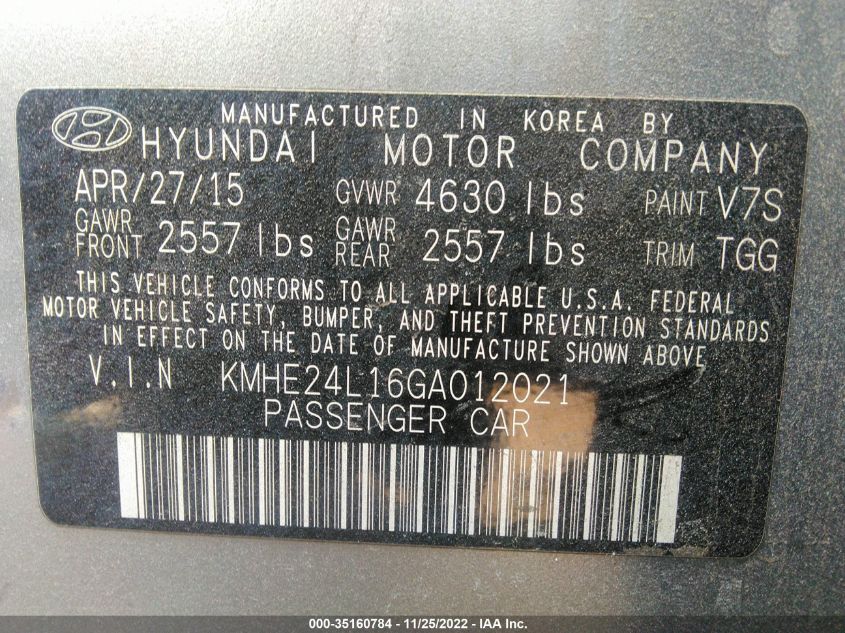 MANUFACTURED IN KOREA BY
HYUNDAI MOTOR COMPANY
APR/27/15 GVWR 4630 lbs PAINT V7S
GAWR FRONT 2557 lbs GAWR REAR 2557 lbs TRIM TGG
THIS VEHICLE CONFORMS TO ALL APPLICABLE U.S.A. FEDERAL
MOTOR VEHICLE SAFETY, BUMPER, AND THEFT PREVENTION STANDARDS
IN EFFECT ON THE DATE OF MANUFACTURE SHOWN ABOVE
V.I.N KMHE24L16GA012021
PASSENGER CAR
000-35160784 - 11/25/2022 - IAA Inc.